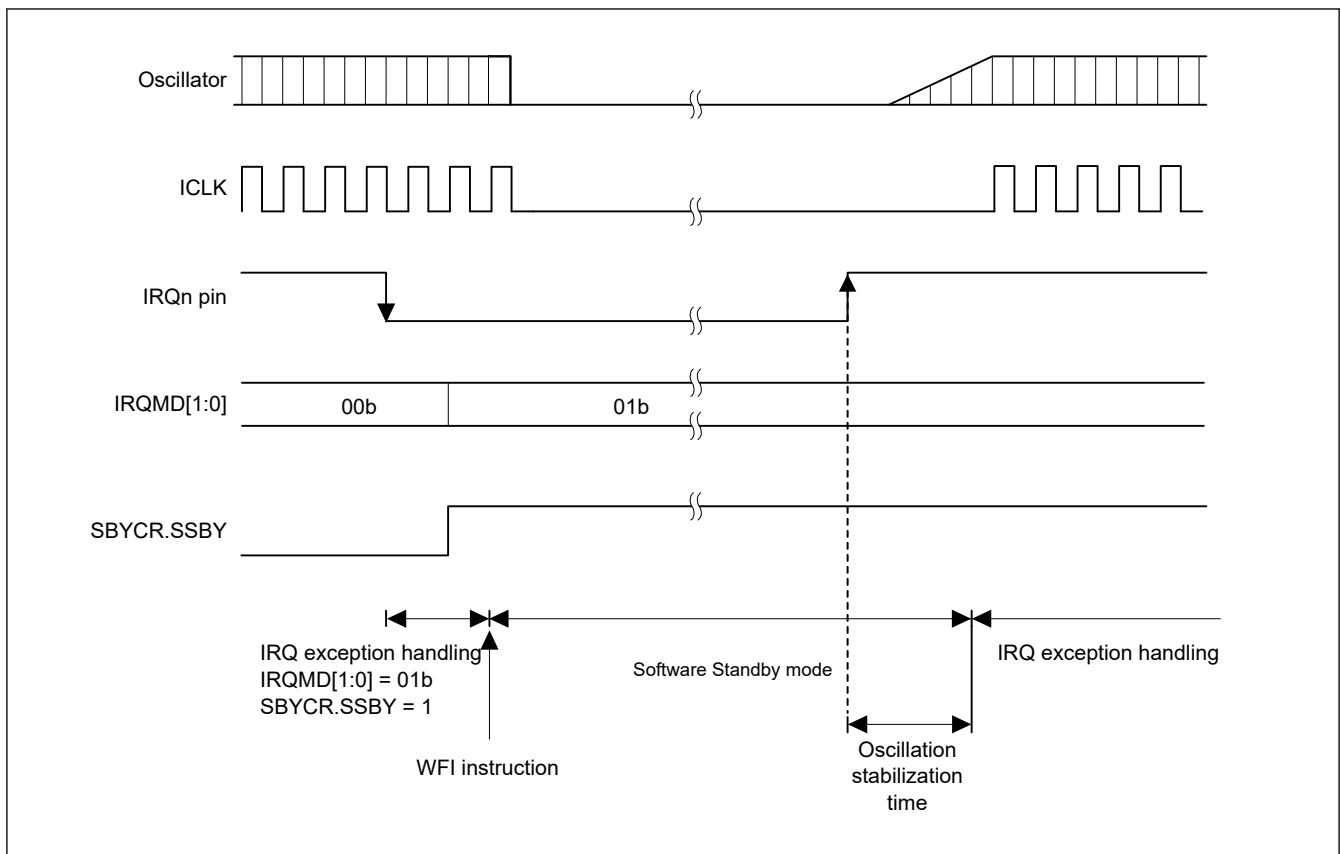 Oscillator
ICLK
IRQn pin
IRQMD[1:0]
00b
01b
SBYCR.SSBY
IRQ exception handling
IRQMD[1:0] = 01b
SBYCR.SSBY = 1
WFI instruction
Software Standby mode
Oscillation
stabilization
time
IRQ exception handling